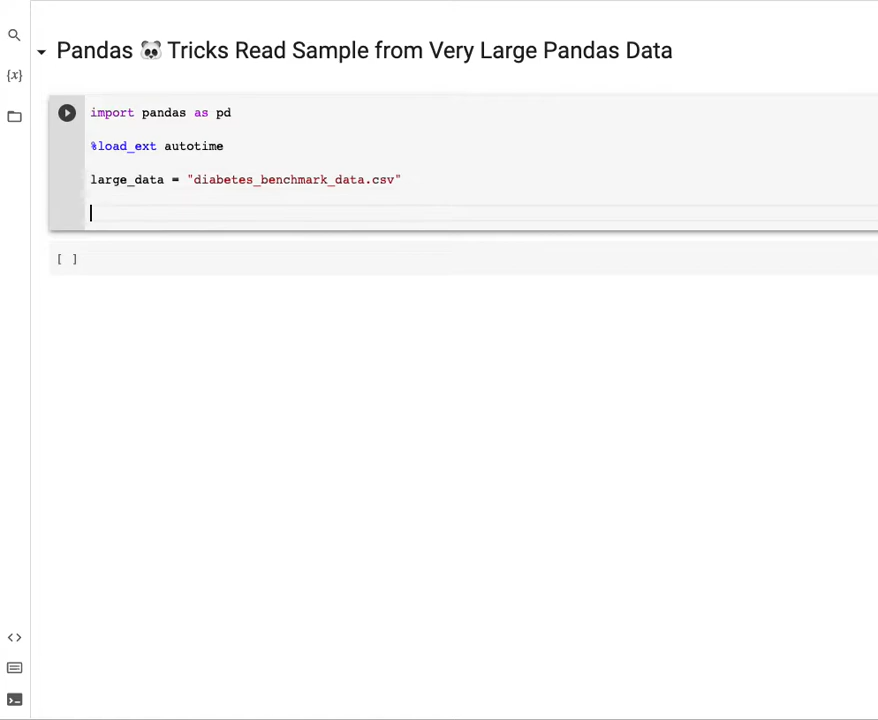 Pandas 🐼 Tricks Read Sample from Very Large Pandas Data
{x}
import pandas as pd
%load_ext autotime
large_data = "diabetes_benchmark_data.csv"
[ ]